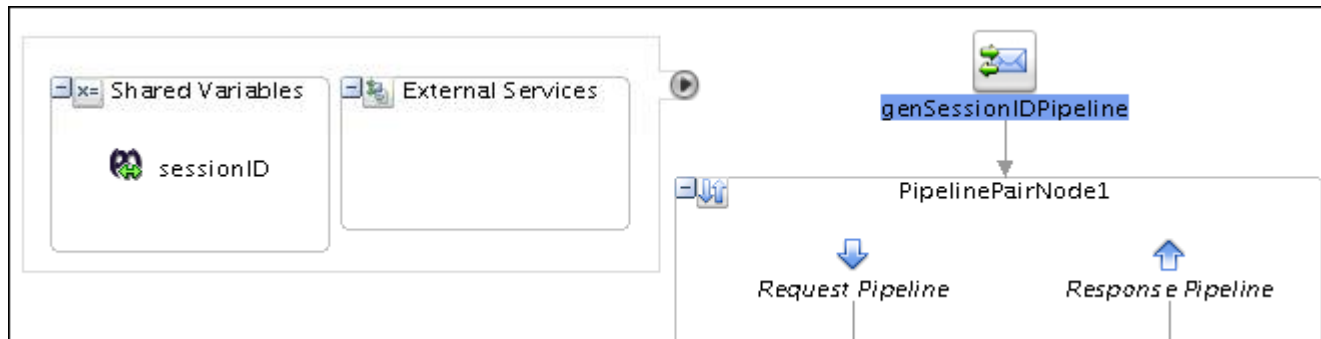 x= Shared Variables
External Services
sessionID
genSessionIDPipeline
PipelinePairNode1
Request Pipeline
Response Pipeline